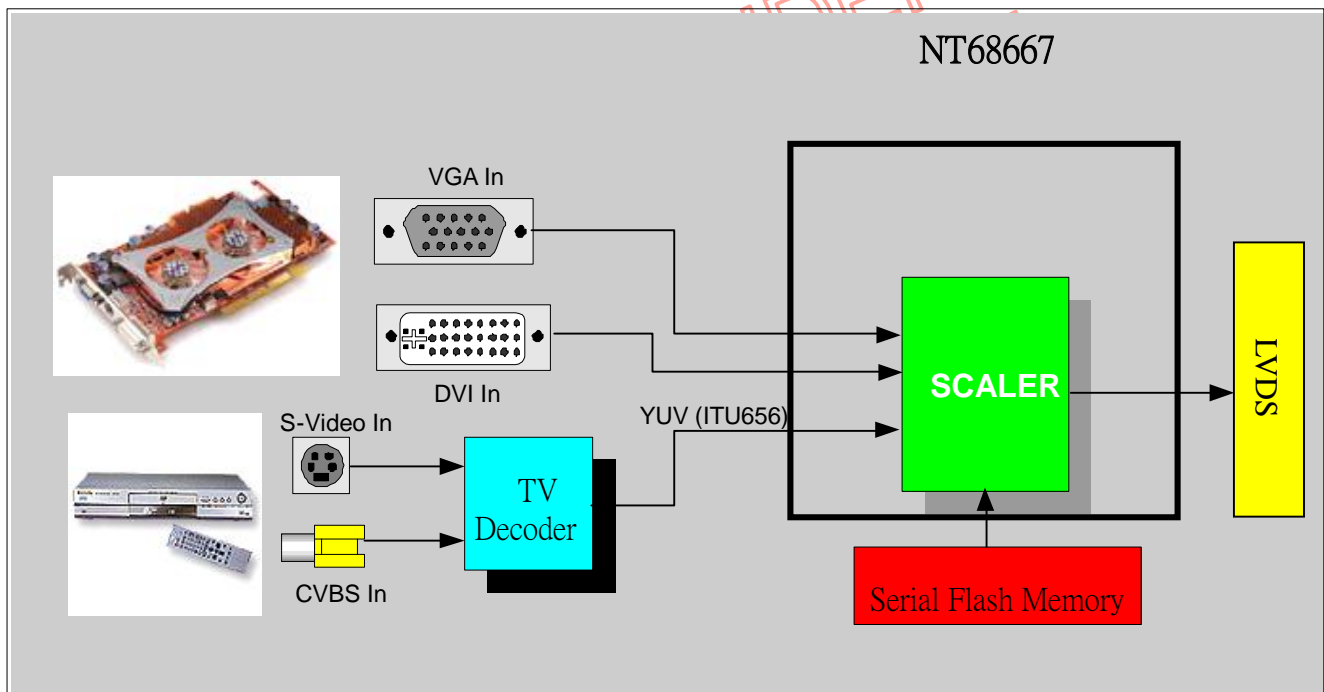 NT68667
VGA In
DVI In
S-Video In
CVBS In
TV
Decoder
YUV (ITU656)
SCALER
LVDS
Serial Flash Memory